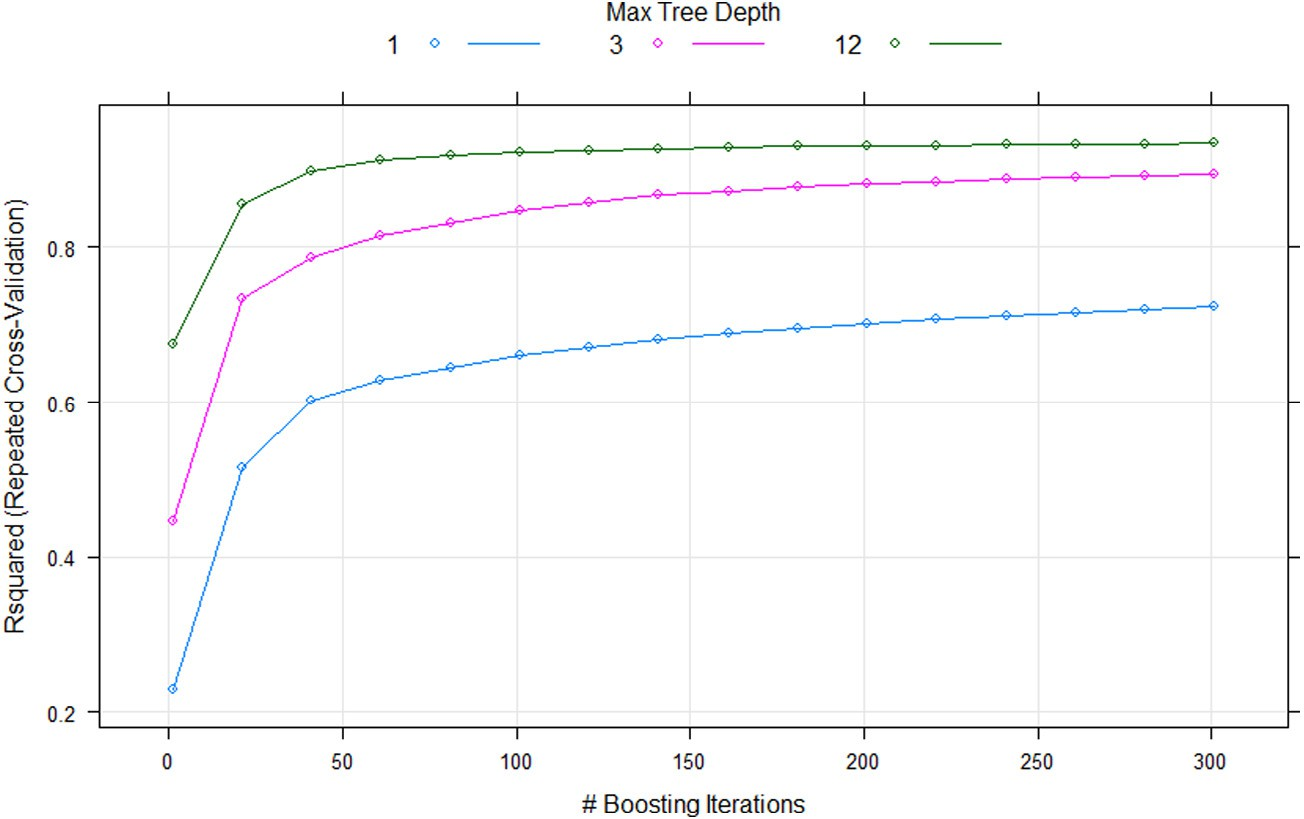 Max Tree Depth
1 3 12
Rsquared (Repeated Cross-Validation)
0.8
0.6
0.4
0.2
0 50 100 150 200 250 300
# Boosting Iterations